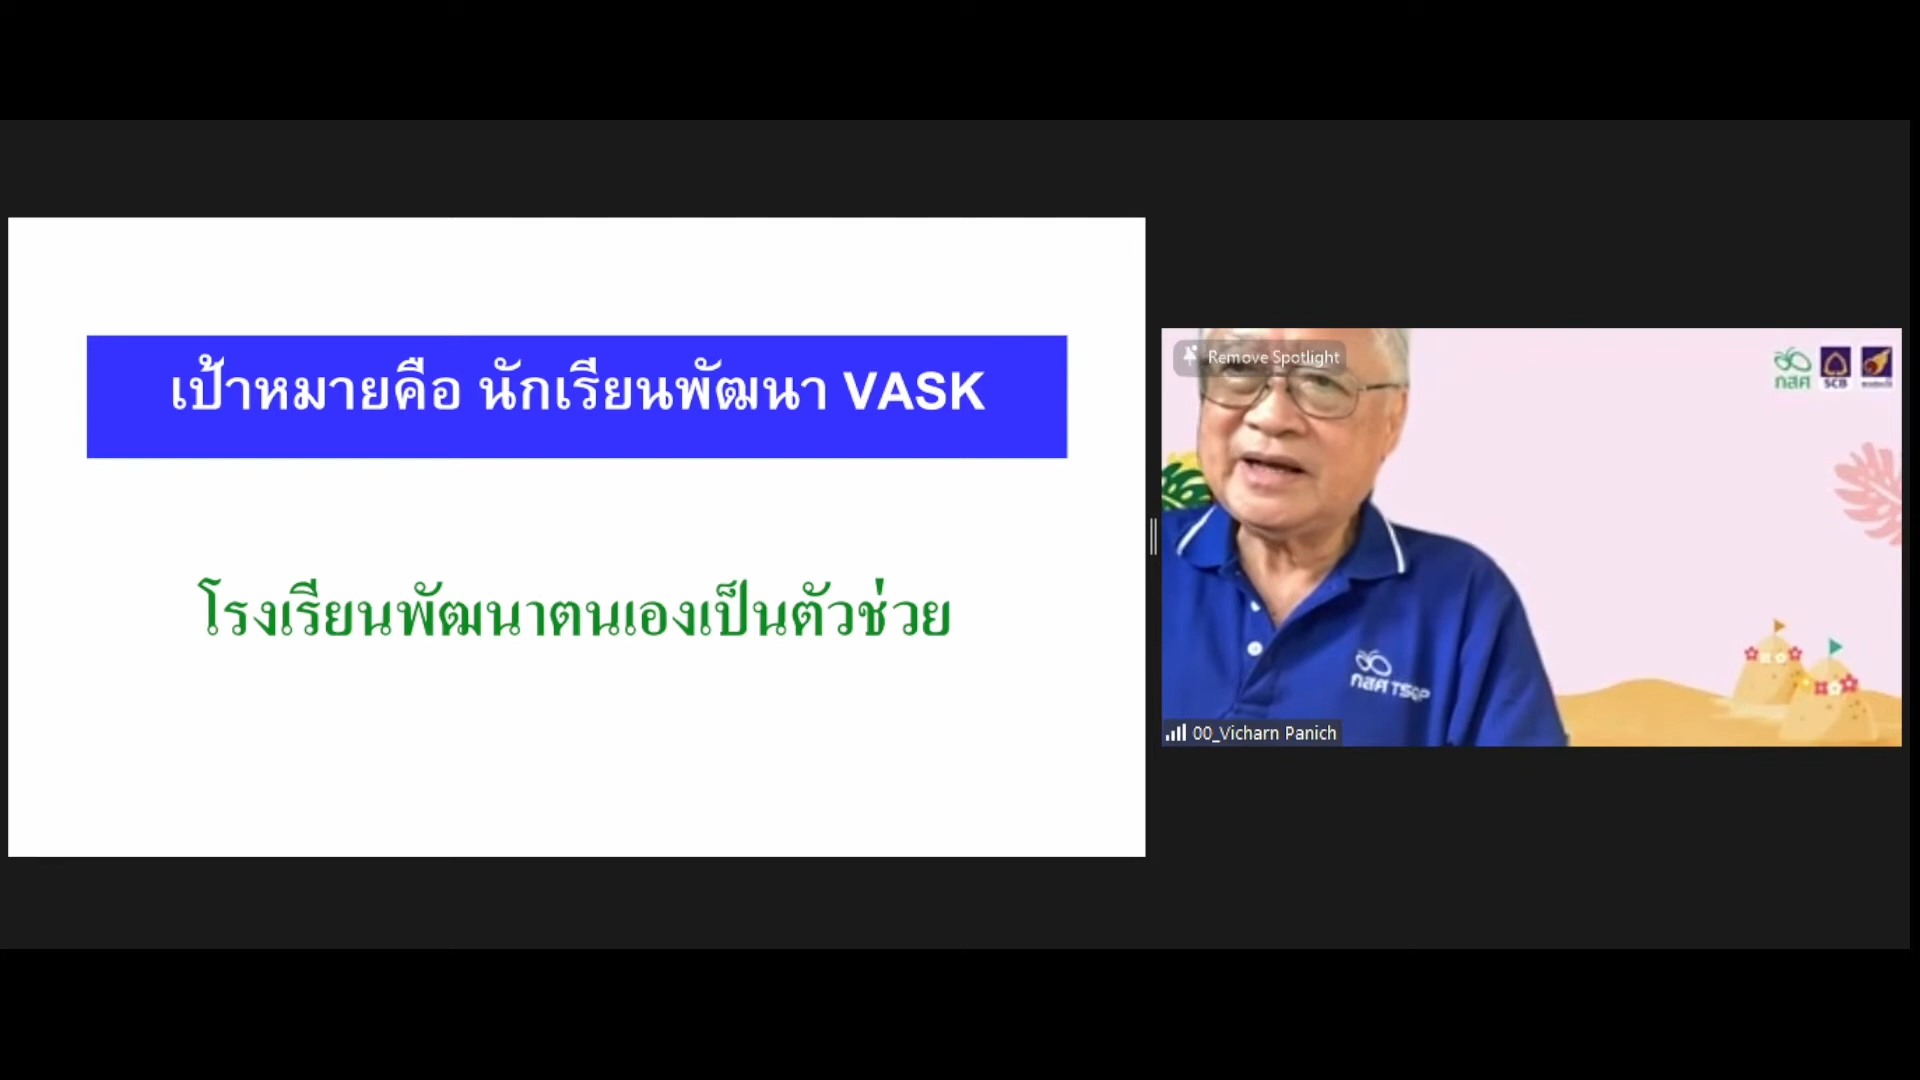 เป้าหมายคือ นักเรียนพัฒนา VASK
โรงเรียนพัฒนาตนเองเป็นตัวช่วย
Remove Spotlight
กสศ
SCB
กสศ TSQP
00_Vicharn Panich